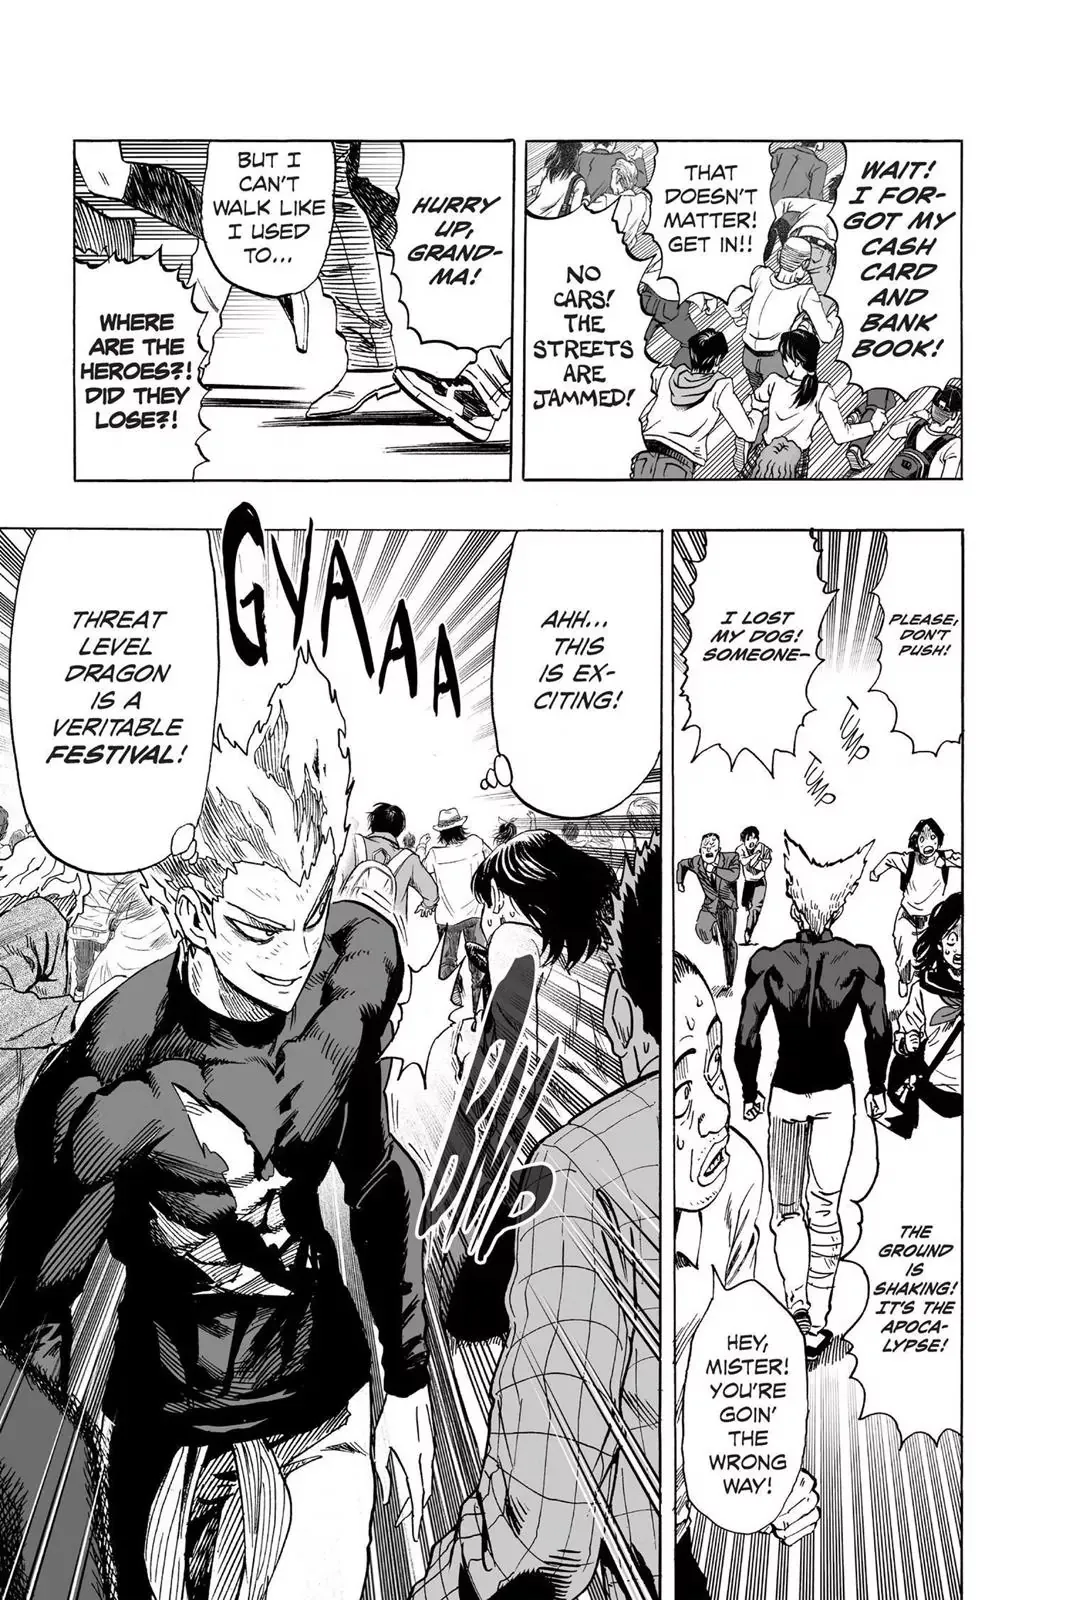 WAIT!
I FOR-
GOT MY
CASH
CARD
AND
BANK
BOOK!
THAT
DOESN'T
MATTER!
GET IN!!
NO
CARS!
THE
STREETS
ARE
JAMMED!
HURRY
UP,
GRAND-
MA!
BUT I
CAN'T
WALK LIKE
I USED
TO...
WHERE
ARE THE
HEROES?!
DID THEY
LOSE?!
PLEASE,
DON'T
PUSH!
I LOST
MY DOG!
SOMEONE-
JUMP
JUMP
THE
GROUND IS
SHAKING!
IT'S THE
APOCA-
LYPSE!
HEY,
MISTER!
YOU'RE
GOIN'
THE
WRONG
WAY!
AHH...
THIS
IS EX-
CITING!
GYAAA
BUMP
THREAT
LEVEL
DRAGON
IS A
VERITABLE
FESTIVAL!